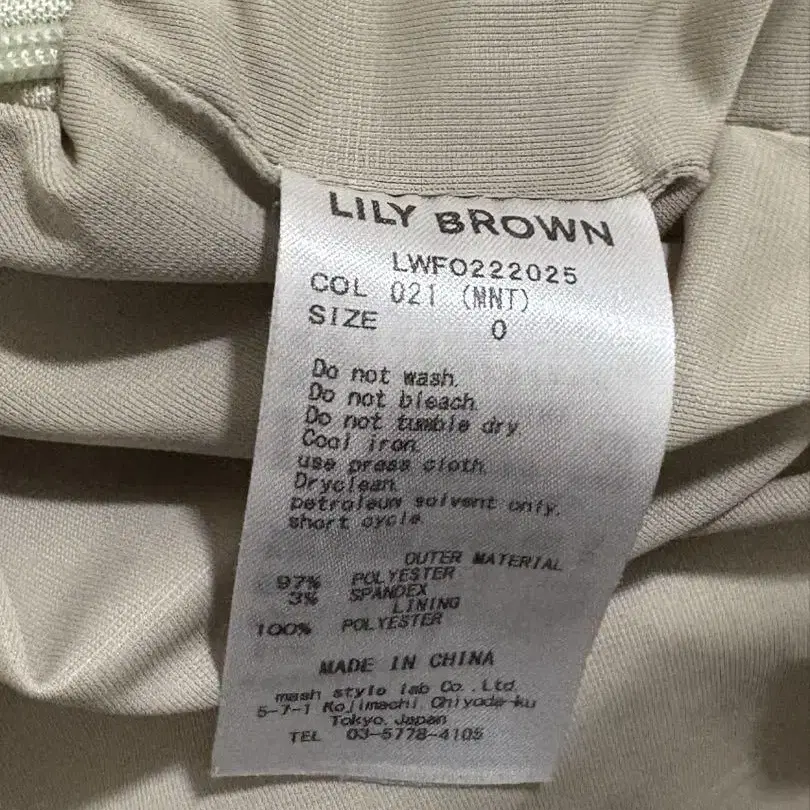 LILY BROWN
LWFO222025
COL 021 (MNT)
SIZE 0
Do not wash.
Do not bleach.
Do not tumble dry.
Cool iron.
use press cloth.
Dryclean.
petroleum solvent only.
short cycle.
OUTER MATERIAL
97% POLYESTER
3% SPANDEX
LINING
100% POLYESTER
MADE IN CHINA
mash style lab Co.,Ltd.
5-7-1 Kojimachi Chiyoda-ku
Tokyo, Japan
TEL 03-5778-4105